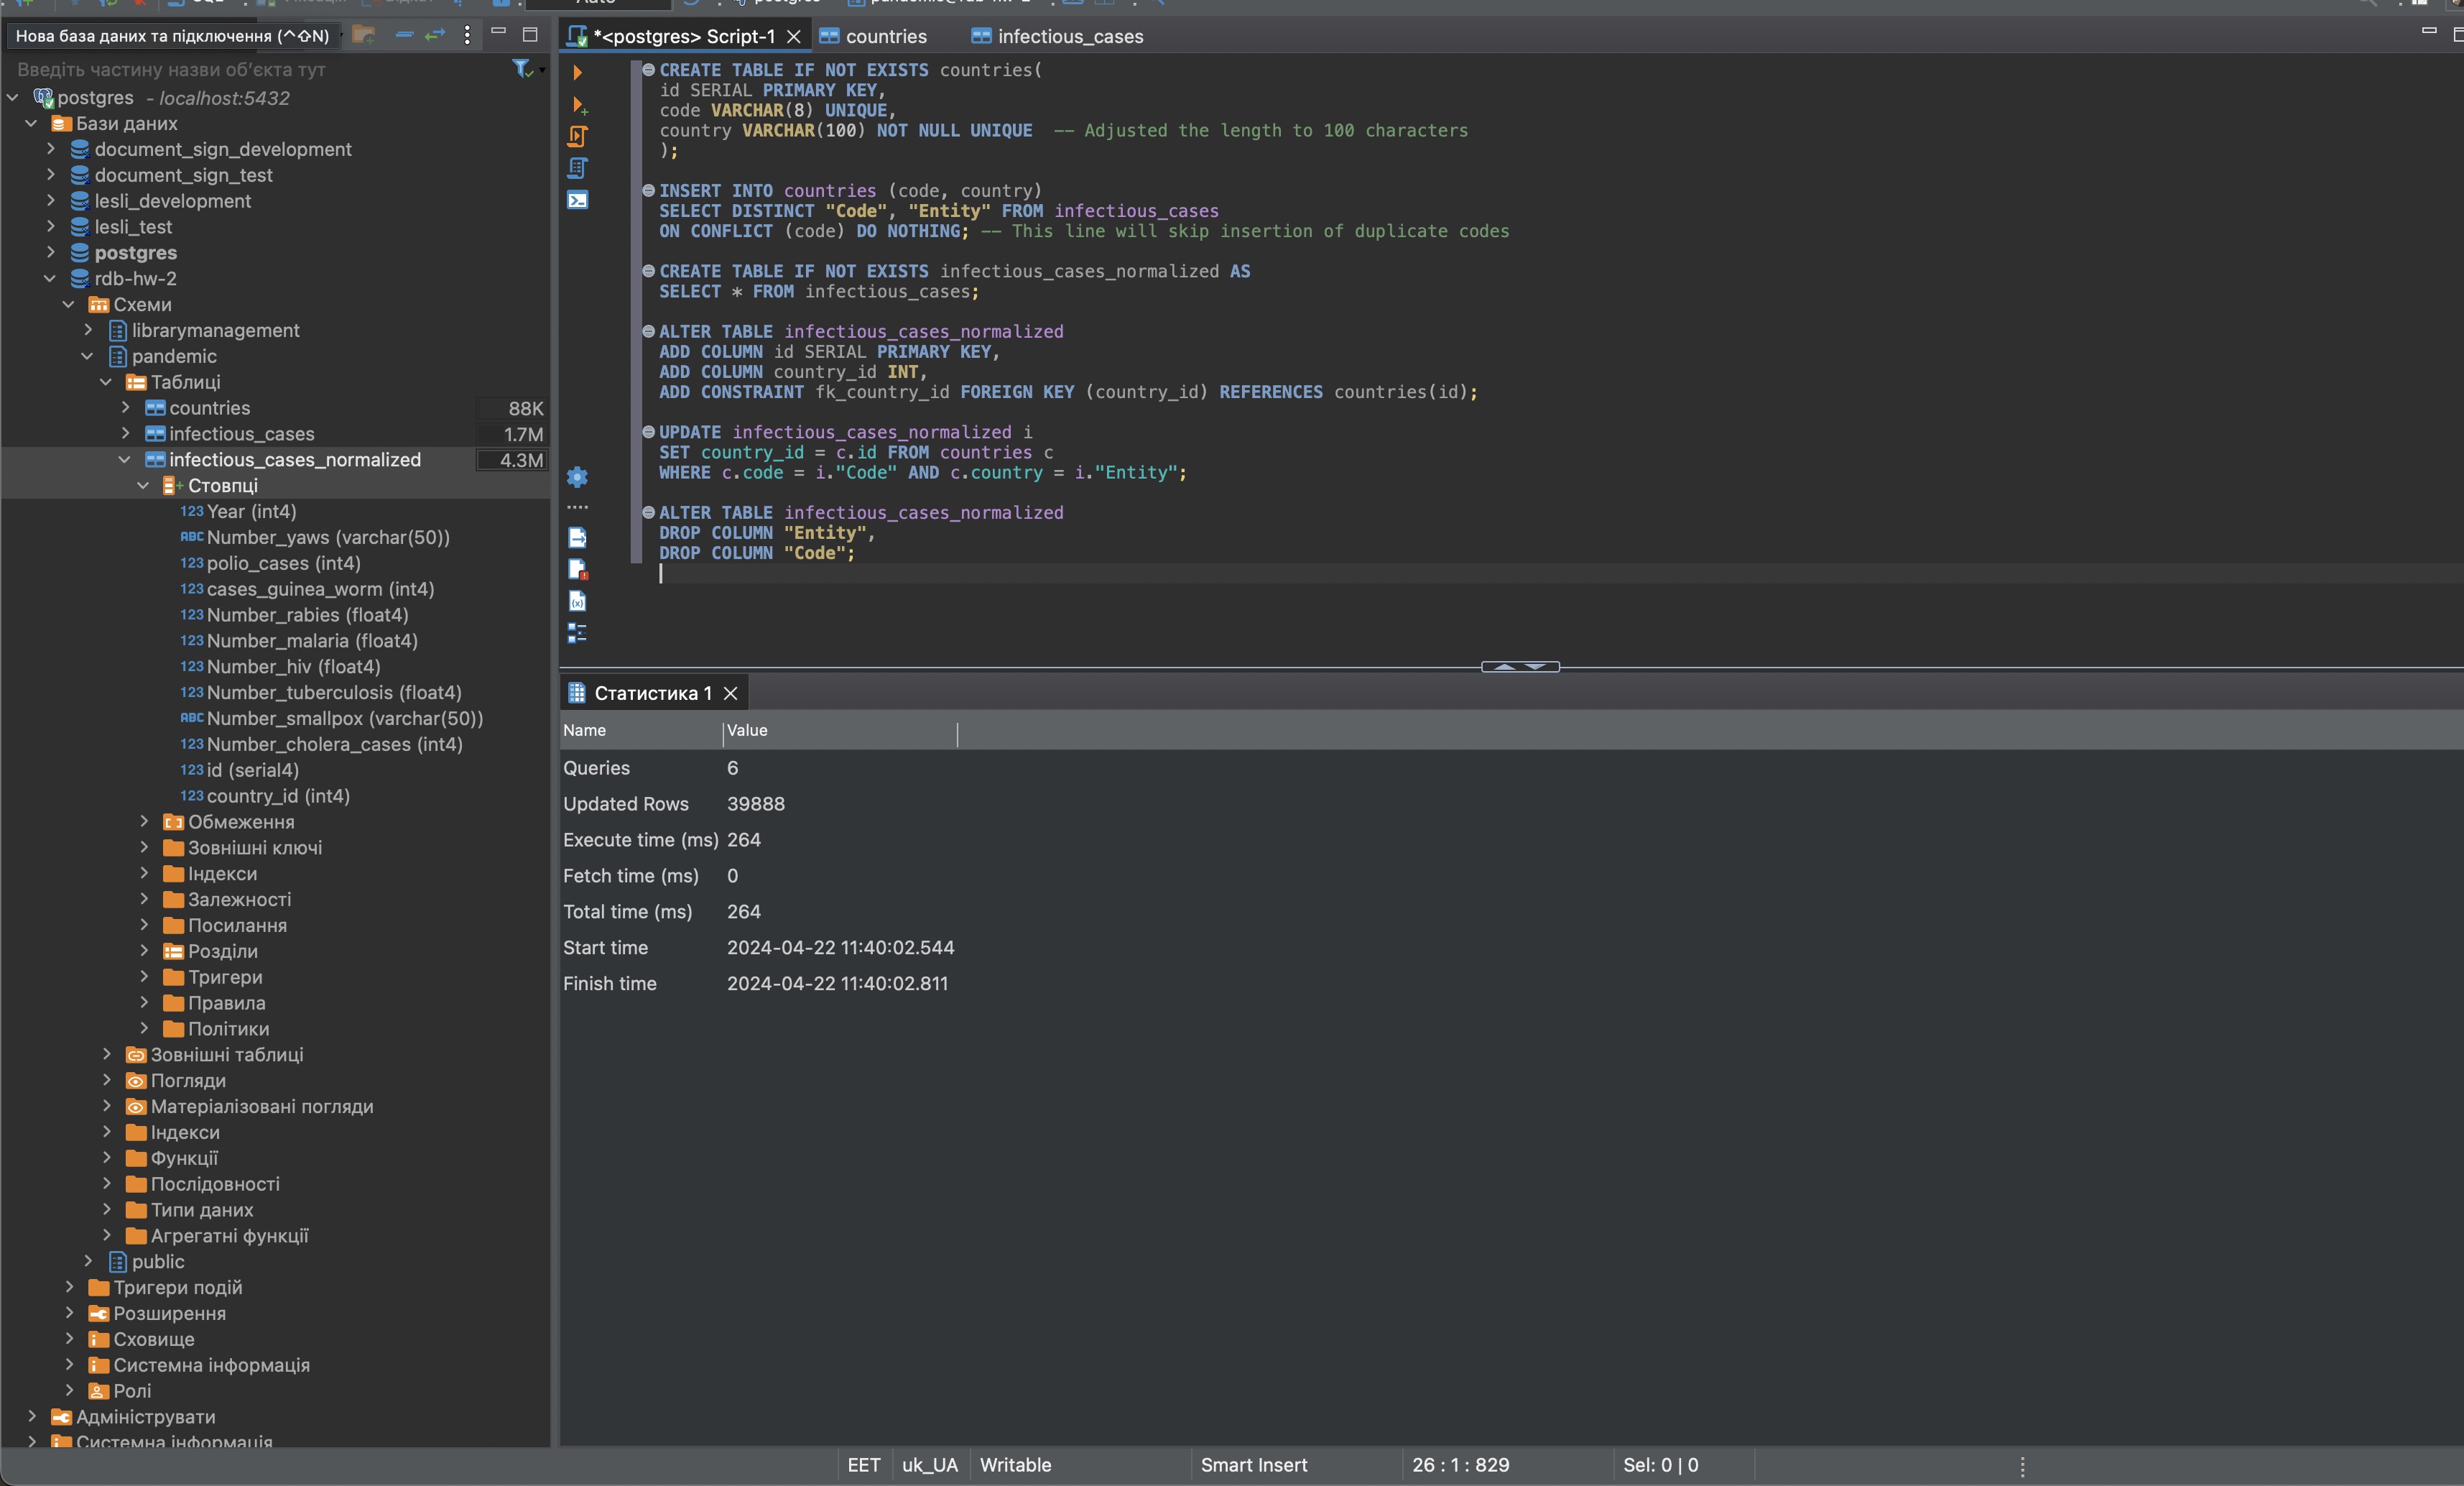 Auto
postgres
Нова база даних та підключення (^⇧N)
Введіть частину назви об'єкта тут
postgres - localhost:5432
Бази даних
document_sign_development
document_sign_test
lesli_development
lesli_test
postgres
rdb-hw-2
Схеми
librarymanagement
pandemic
Таблиці
countries 88K
infectious_cases 1.7M
infectious_cases_normalized 4.3M
Стовпці
123 Year (int4)
ABC Number_yaws (varchar(50))
123 polio_cases (int4)
123 cases_guinea_worm (int4)
123 Number_rabies (float4)
123 Number_malaria (float4)
123 Number_hiv (float4)
123 Number_tuberculosis (float4)
ABC Number_smallpox (varchar(50))
123 Number_cholera_cases (int4)
123 id (serial4)
123 country_id (int4)
Обмеження
Зовнішні ключі
Індекси
Залежності
Посилання
Розділи
Тригери
Правила
Політики
Зовнішні таблиці
Погляди
Матеріалізовані погляди
Індекси
Функції
Послідовності
Типи даних
Агрегатні функції
public
Тригери подій
Розширення
Сховище
Системна інформація
Ролі
Адмініструвати
Системна інформація
*<postgres> Script-1
countries
infectious_cases
CREATE TABLE IF NOT EXISTS countries(
id SERIAL PRIMARY KEY,
code VARCHAR(8) UNIQUE,
country VARCHAR(100) NOT NULL UNIQUE  -- Adjusted the length to 100 characters
);
INSERT INTO countries (code, country)
SELECT DISTINCT "Code", "Entity" FROM infectious_cases
ON CONFLICT (code) DO NOTHING; -- This line will skip insertion of duplicate codes
CREATE TABLE IF NOT EXISTS infectious_cases_normalized AS
SELECT * FROM infectious_cases;
ALTER TABLE infectious_cases_normalized
ADD COLUMN id SERIAL PRIMARY KEY,
ADD COLUMN country_id INT,
ADD CONSTRAINT fk_country_id FOREIGN KEY (country_id) REFERENCES countries(id);
UPDATE infectious_cases_normalized i
SET country_id = c.id FROM countries c
WHERE c.code = i."Code" AND c.country = i."Entity";
ALTER TABLE infectious_cases_normalized
DROP COLUMN "Entity",
DROP COLUMN "Code";
Статистика 1
Name Value
Queries 6
Updated Rows 39888
Execute time (ms) 264
Fetch time (ms) 0
Total time (ms) 264
Start time 2024-04-22 11:40:02.544
Finish time 2024-04-22 11:40:02.811
EET uk_UA Writable Smart Insert 26 : 1 : 829 Sel: 0 | 0